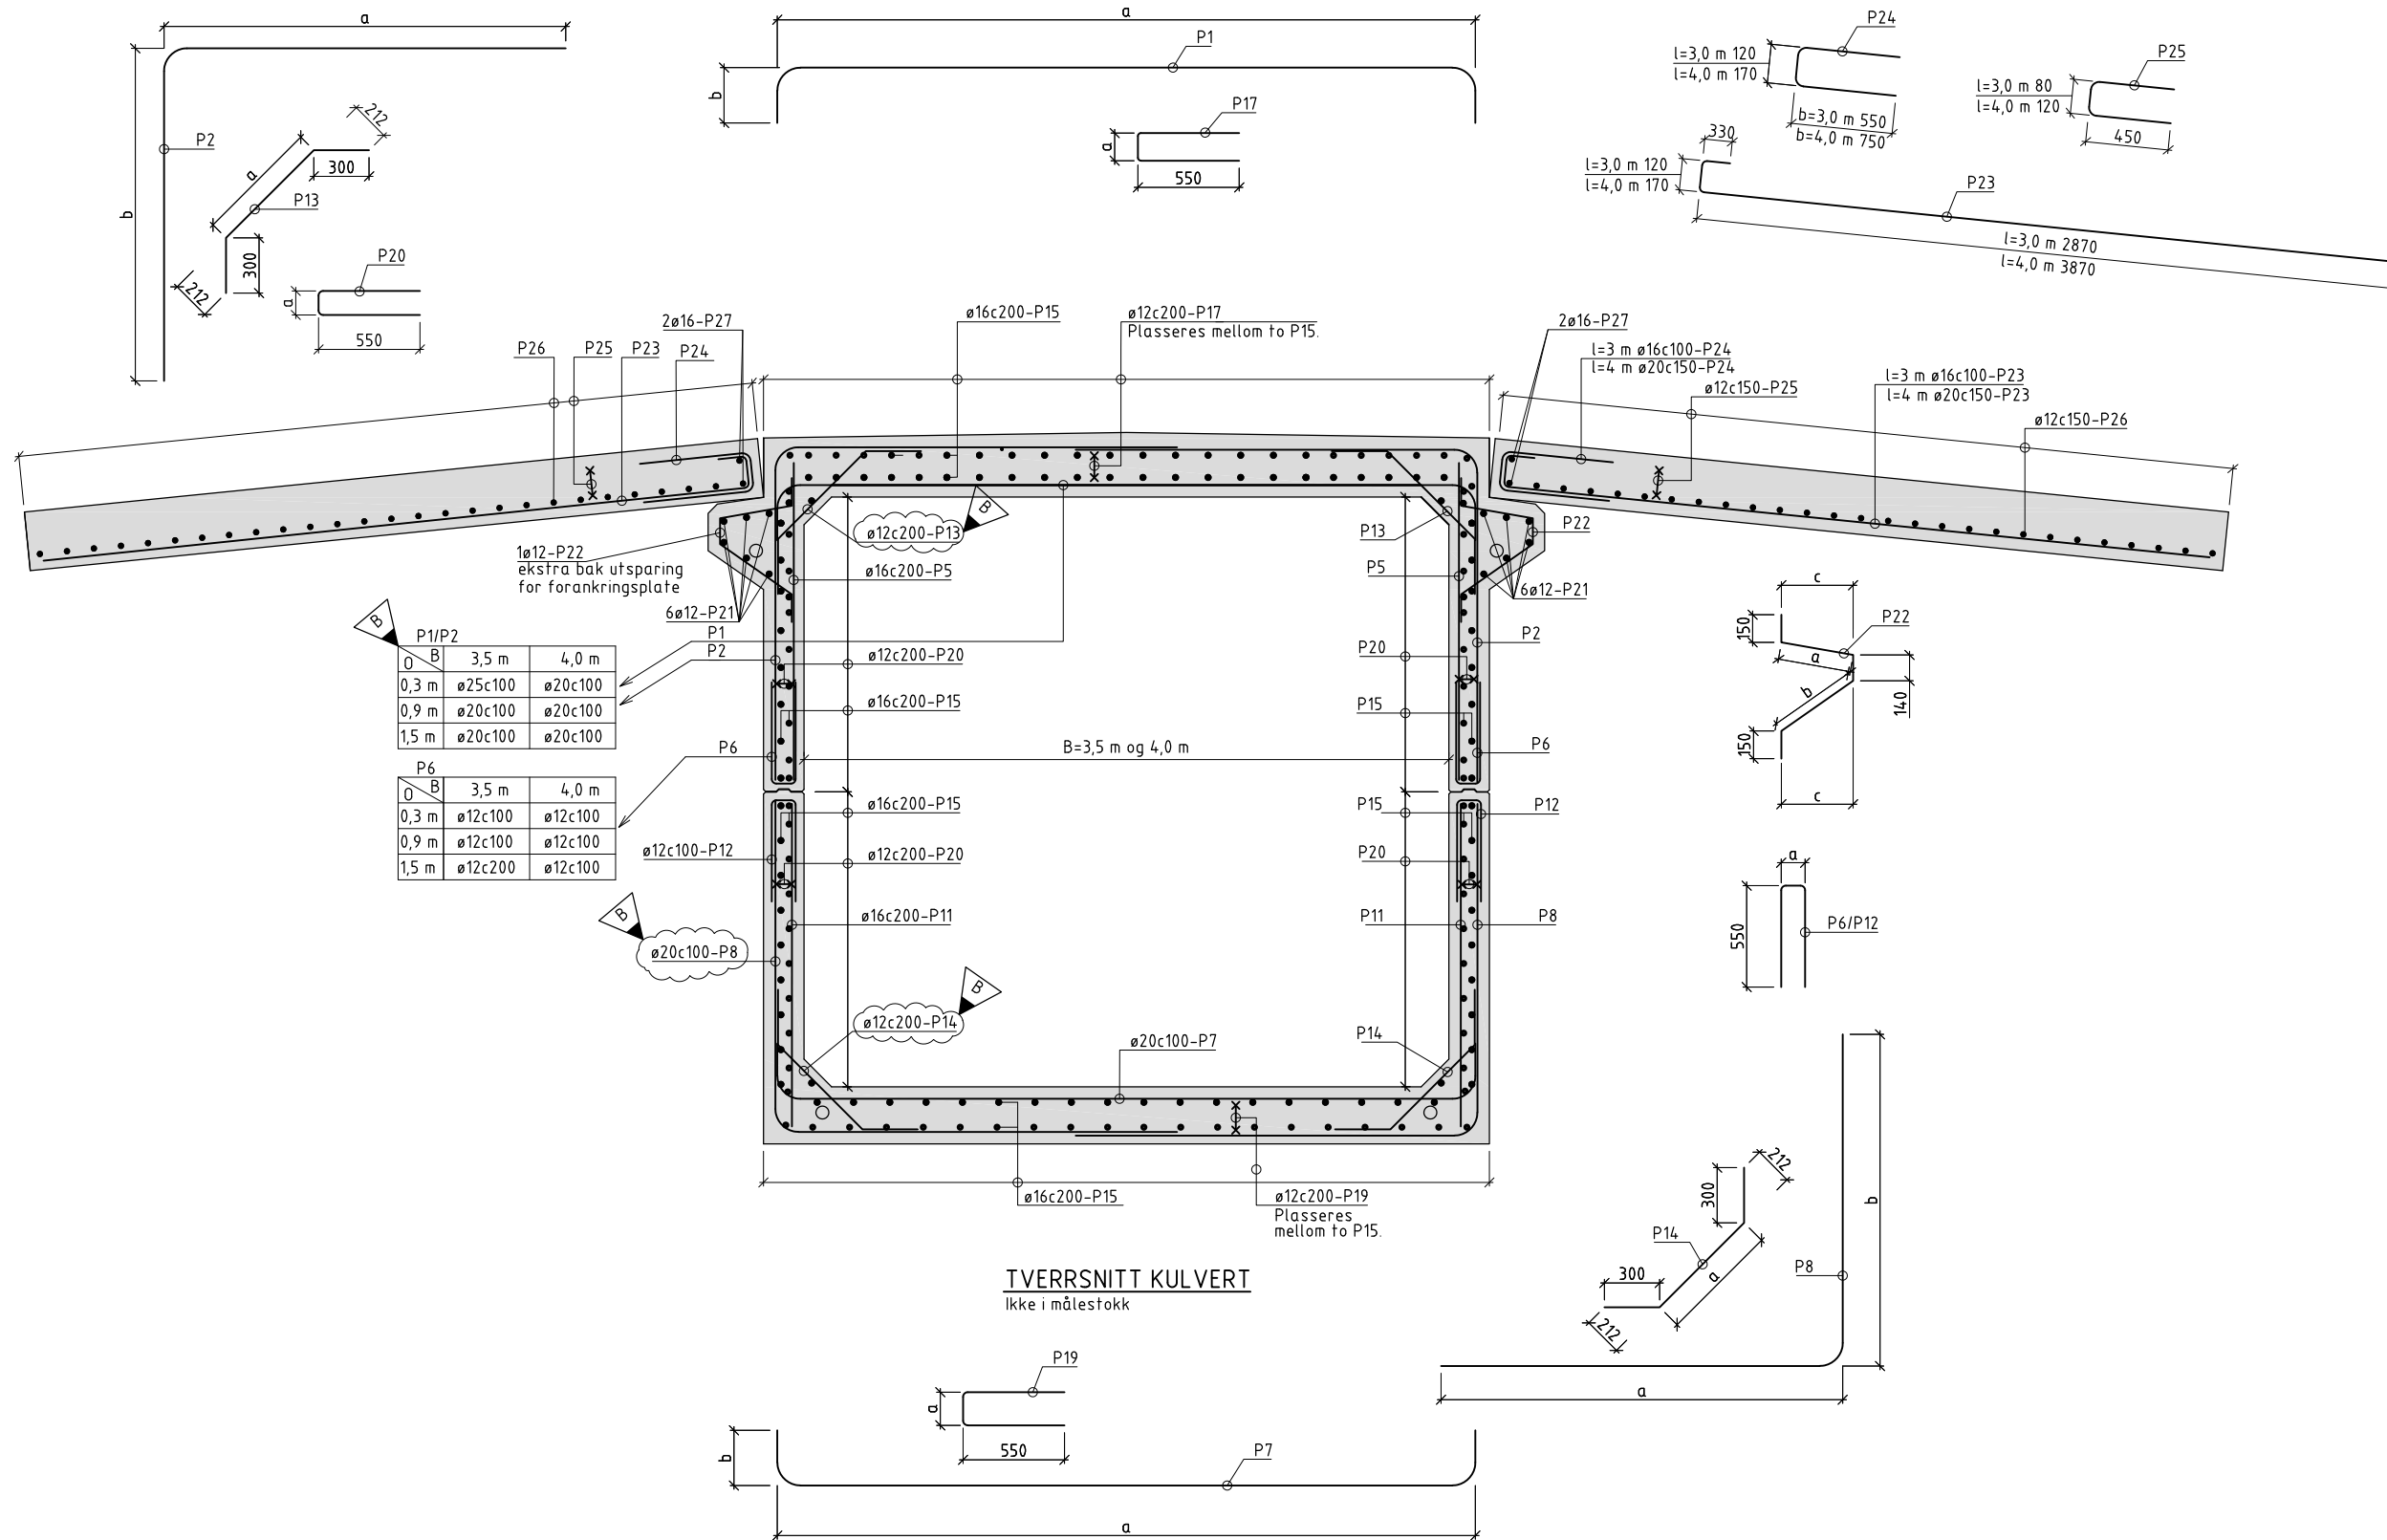 a
b
P2
212
a
300
P13
300
212
P20
a
550
a
P1
b
P17
a
550
P24
l=3,0 m 120
l=4,0 m 170
b=3,0 m 550
b=4,0 m 750
P25
l=3,0 m 80
l=4,0 m 120
450
330
l=3,0 m 120
l=4,0 m 170
P23
l=3,0 m 2870
l=4,0 m 3870
P26
P25
P23
P24
2ø16-P27
ø16c200-P15
ø12c200-P17
Plasseres mellom to P15.
2ø16-P27
l=3 m ø16c100-P24
l=4 m ø20c150-P24
ø12c150-P25
l=3 m ø16c100-P23
l=4 m ø20c150-P23
ø12c150-P26
1ø12-P22
ekstra bak utsparing
for forankringsplate
6ø12-P21
B
ø12c200-P13
ø16c200-P5
P13
P5
P22
6ø12-P21
B
P1/P2
O B 3,5 m 4,0 m
0,3 m ø25c100 ø20c100
0,9 m ø20c100 ø20c100
1,5 m ø20c100 ø20c100
P1
P2
ø12c200-P20
ø16c200-P15
P2
P20
P15
P6
P6
O B 3,5 m 4,0 m
0,3 m ø12c100 ø12c100
0,9 m ø12c100 ø12c100
1,5 m ø12c200 ø12c100
P6
B=3,5 m og 4,0 m
c
150
P22
a
b
140
150
c
ø12c100-P12
ø16c200-P15
ø12c200-P20
ø16c200-P11
P15
P12
P20
P11
P8
B
ø20c100-P8
B
ø12c200-P14
ø20c100-P7
P14
a
550
P6/P12
ø16c200-P15
ø12c200-P19
Plasseres
mellom to P15.
TVERRSNITT KULVERT
Ikke i målestokk
212
300
P14
300
a
212
P8
b
a
P19
a
550
b
P7
a